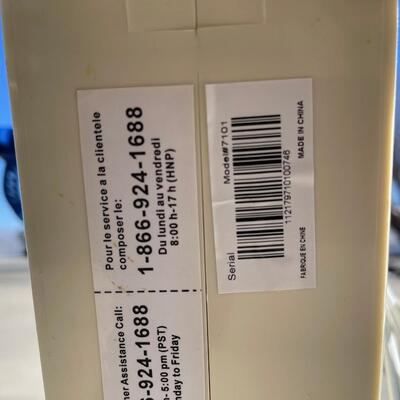 Pour le service a la clientele
composer le:
1-866-924-1688
Du lundi au vendredi
8:00 h-17 h (HNP)
Assistance Call:
-924-1688
5:00 pm (PST)
to Friday
Serial
Model#7101
112179710100746
FABRIQUE EN CHINE
MADE IN CHINA